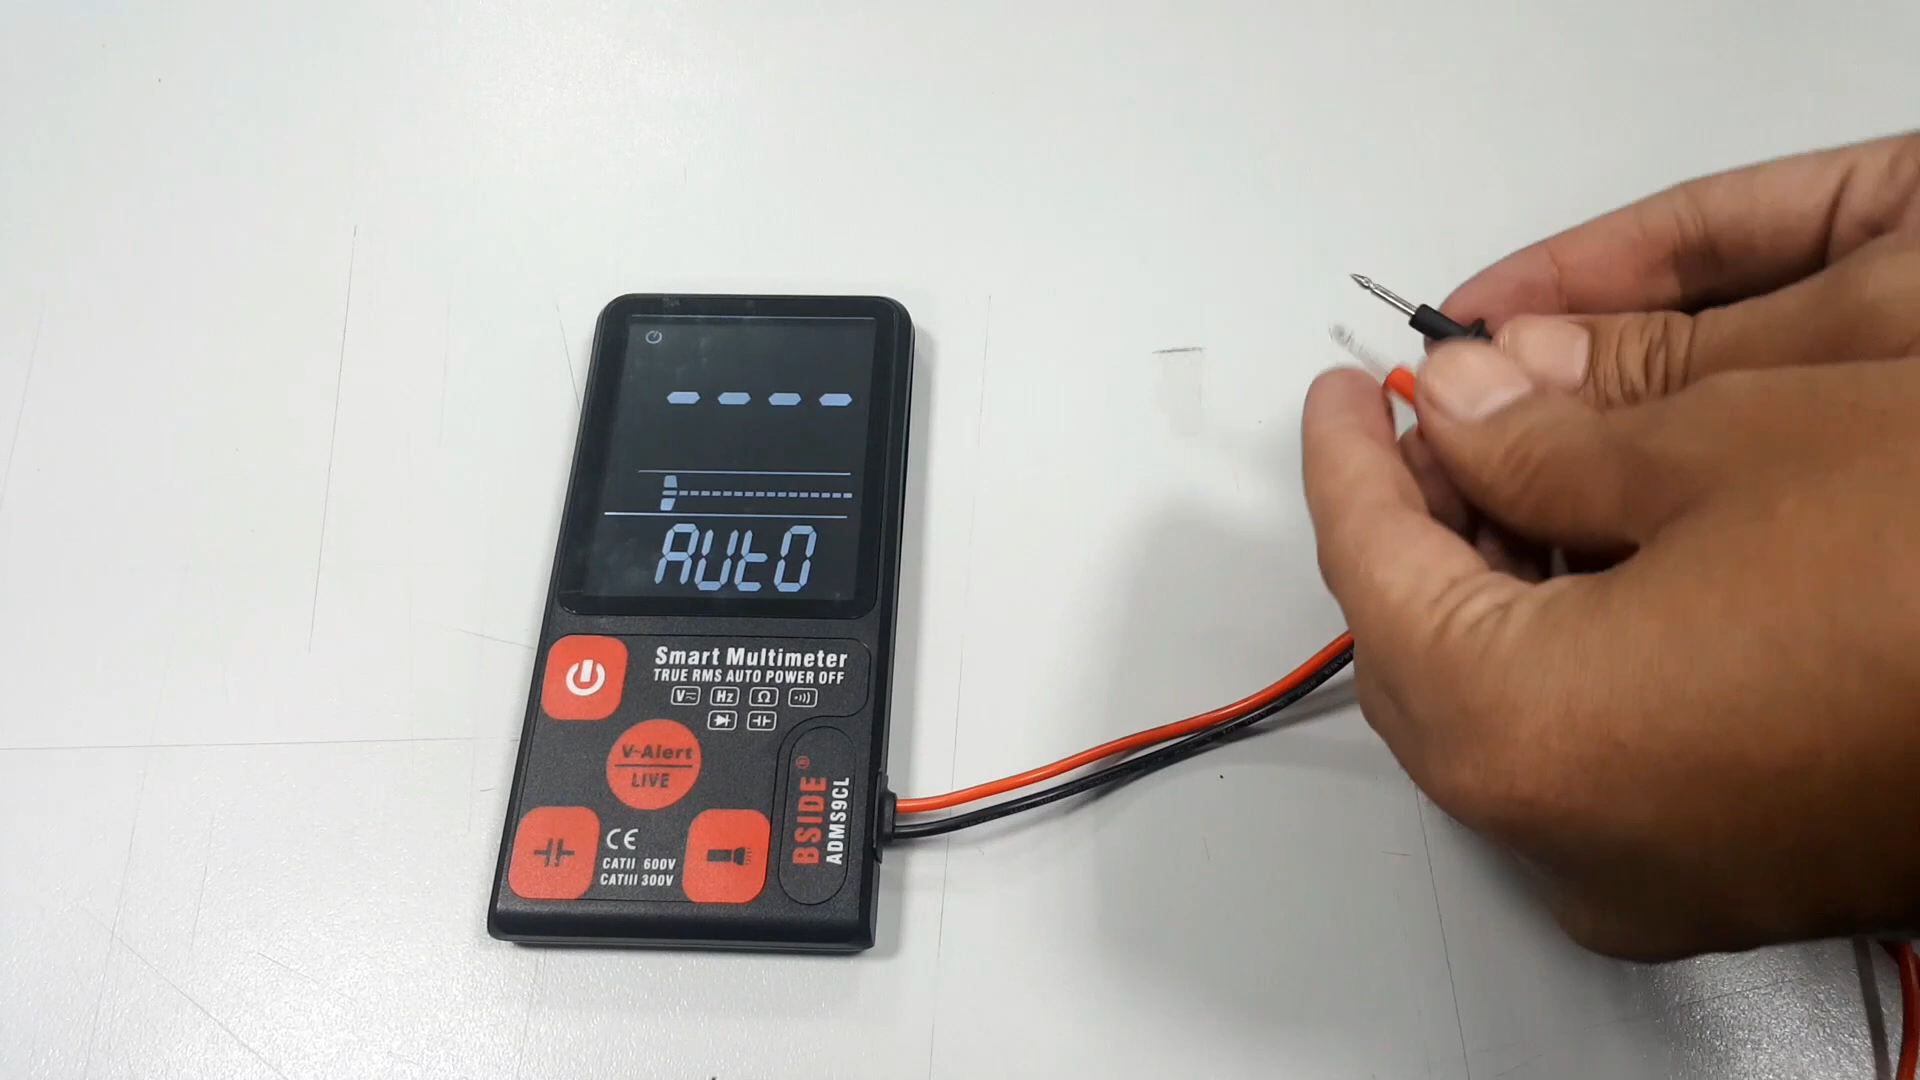 - - - -
AUtO
Smart Multimeter
TRUE RMS AUTO POWER OFF
V Hz Ω
V-Alert
LIVE
CE
CATII 600V
CATIII 300V
BSIDE®
ADMS9CL